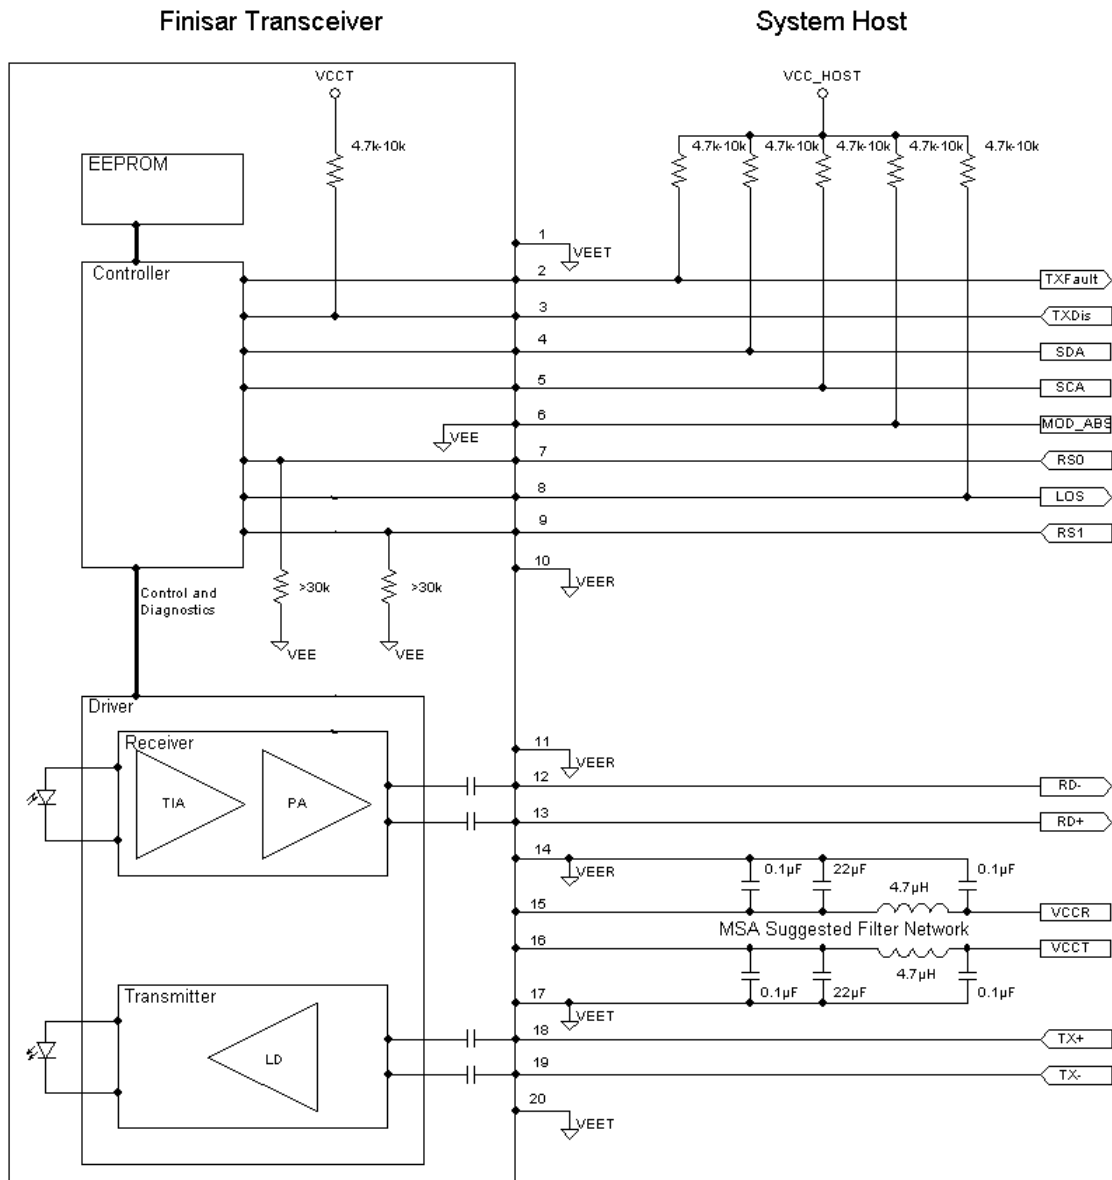 Finisar Transceiver
System Host
VCCT
VCC_HOST
4.7k-10k
4.7k-10k
4.7k-10k
4.7k-10k
4.7k-10k
4.7k-10k
EEPROM
1
VEET
Controller
2
TXFault
3
TXDis
4
SDA
5
SCA
6
MOD_ABS
VEE
7
RS0
8
LOS
9
RS1
10
VEER
Control and
Diagnostics
>30k
>30k
VEE
VEE
Driver
Receiver
11
VEER
TIA
PA
12
RD-
13
RD+
14
VEER
0.1µF
22µF
4.7µH
0.1µF
15
VCCR
MSA Suggested Filter Network
16
VCCT
4.7µH
Transmitter
17
0.1µF
22µF
0.1µF
VEET
18
TX+
LD
19
TX-
20
VEET